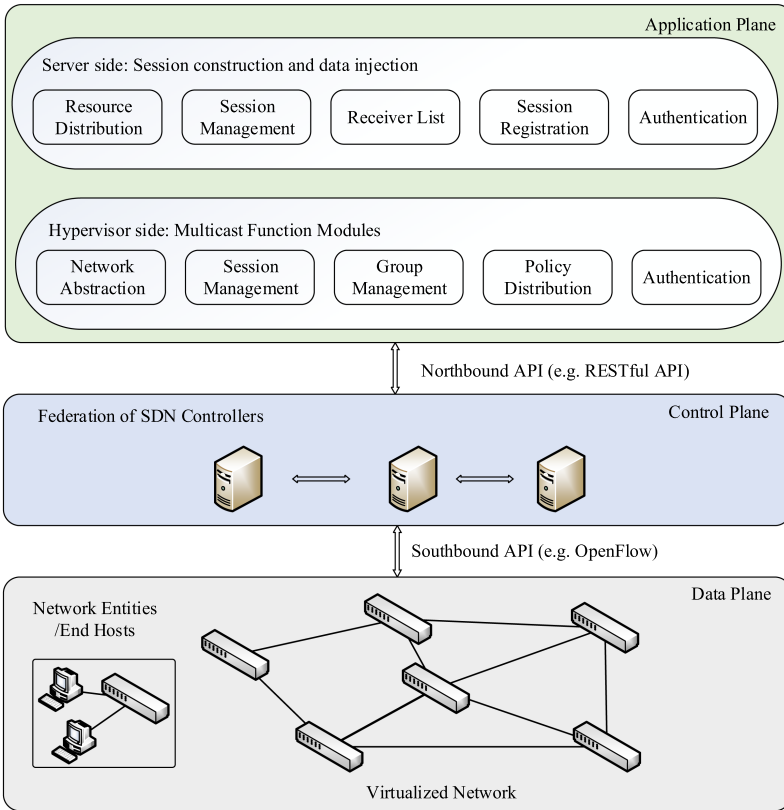 Application Plane
Server side: Session construction and data injection
Resource
Distribution
Session
Management
Receiver List
Session
Registration
Authentication
Hypervisor side: Multicast Function Modules
Network
Abstraction
Session
Management
Group
Management
Policy
Distribution
Authentication
Northbound API (e.g. RESTful API)
Federation of SDN Controllers
Control Plane
Southbound API (e.g. OpenFlow)
Data Plane
Network Entities
/End Hosts
Virtualized Network